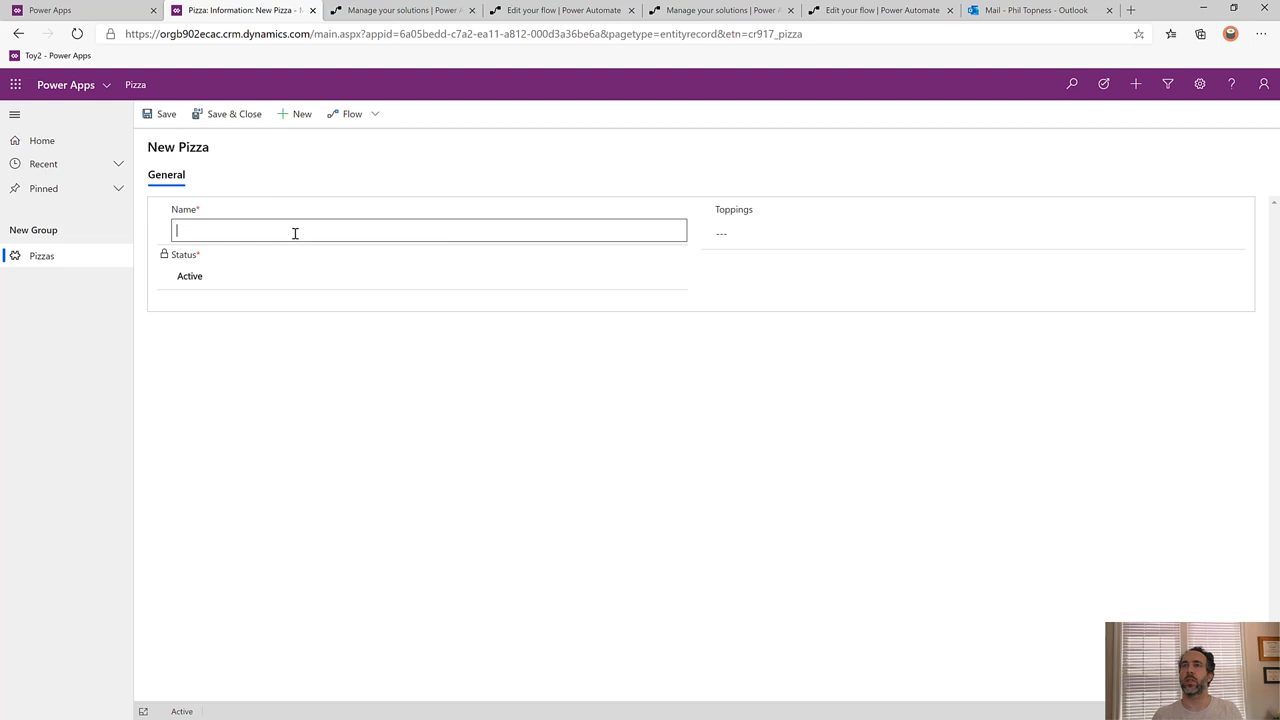 Power Apps
Pizza: Information: New Pizza - M
Manage your solutions | Power A
Edit your flow | Power Automate
Manage your solutions | Power A
Edit your flow | Power Automate
Mail - Phil Topness - Outlook
https://orgb902ecac.crm.dynamics.com/main.aspx?appid=6a05bedd-c7a2-ea11-a812-000d3a36be6a&pagetype=entityrecord&etn=cr917_pizza
Toy2 - Power Apps
Power Apps
Pizza
Save
Save & Close
New
Flow
Home
Recent
Pinned
New Group
Pizzas
New Pizza
General
Name*
Toppings
---
Status*
Active
Active